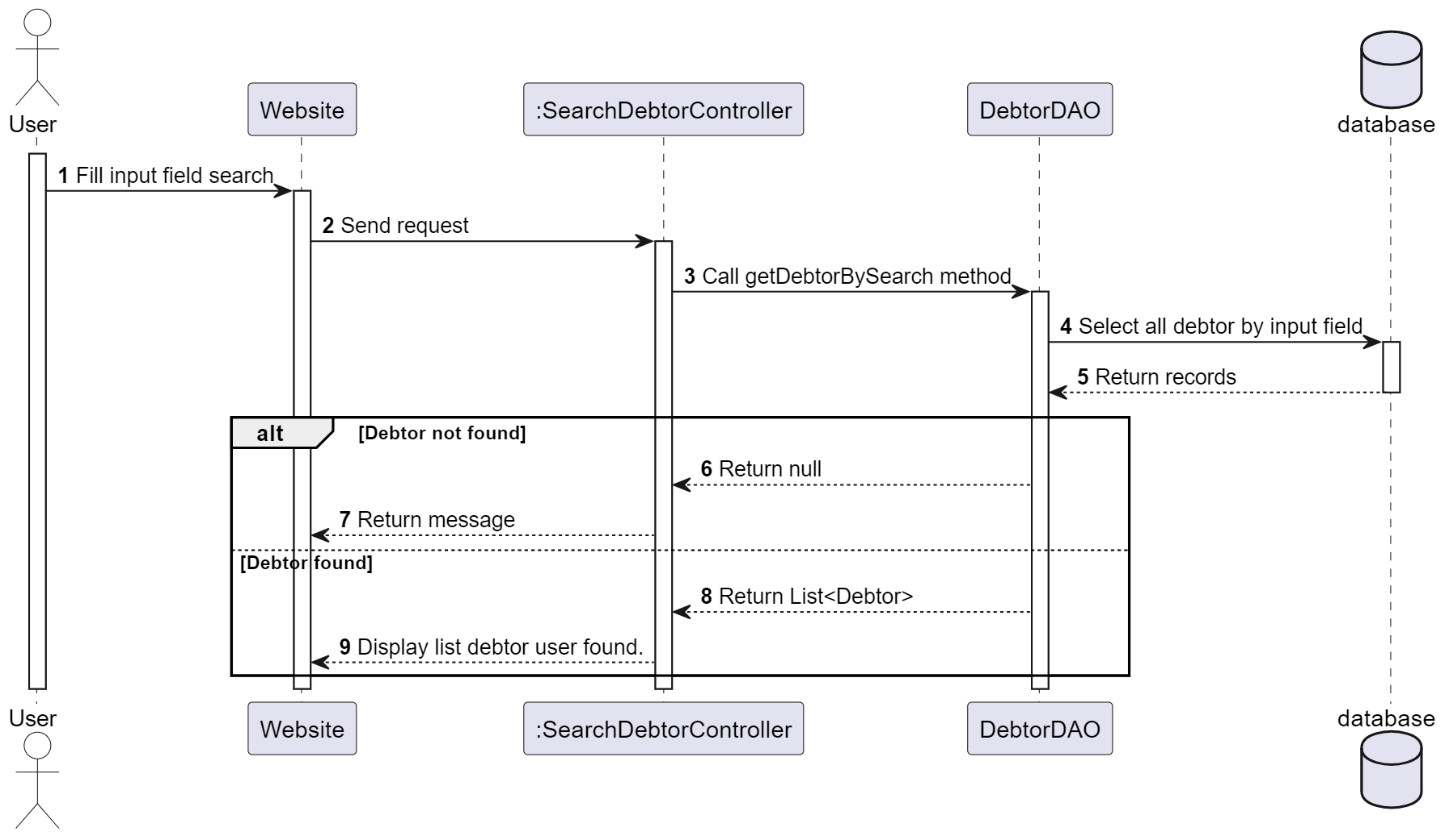 User
Website
:SearchDebtorController
DebtorDAO
database
1 Fill input field search
2 Send request
3 Call getDebtorBySearch method
4 Select all debtor by input field
5 Return records
alt
[Debtor not found]
6 Return null
7 Return message
[Debtor found]
8 Return List<Debtor>
9 Display list debtor user found.
User
Website
:SearchDebtorController
DebtorDAO
database